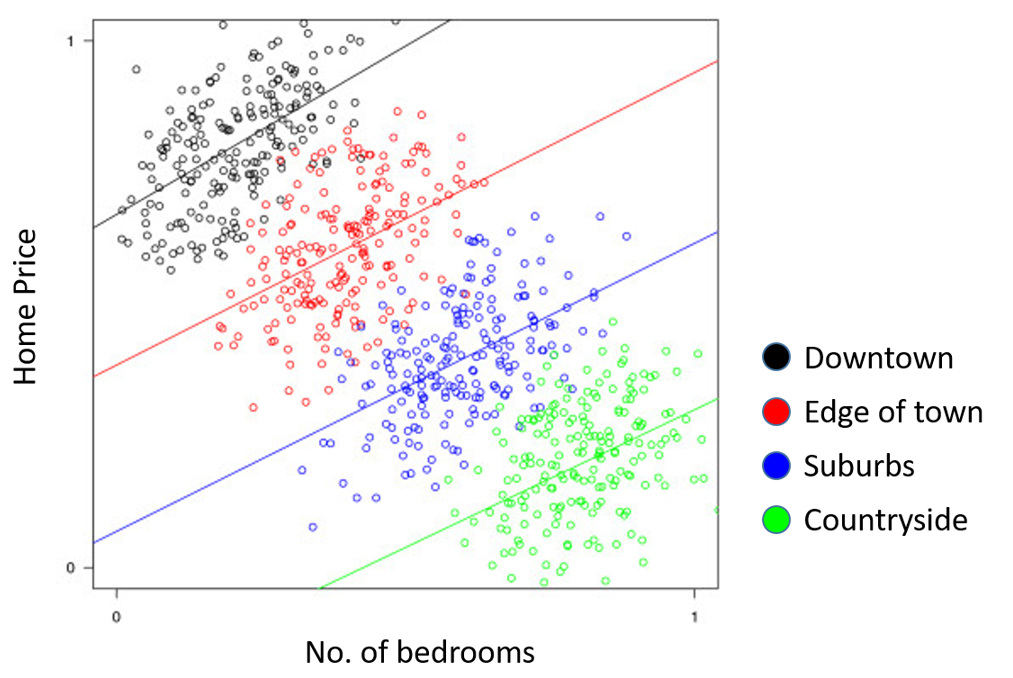 1
Home Price
0
0
1
No. of bedrooms
Downtown
Edge of town
Suburbs
Countryside